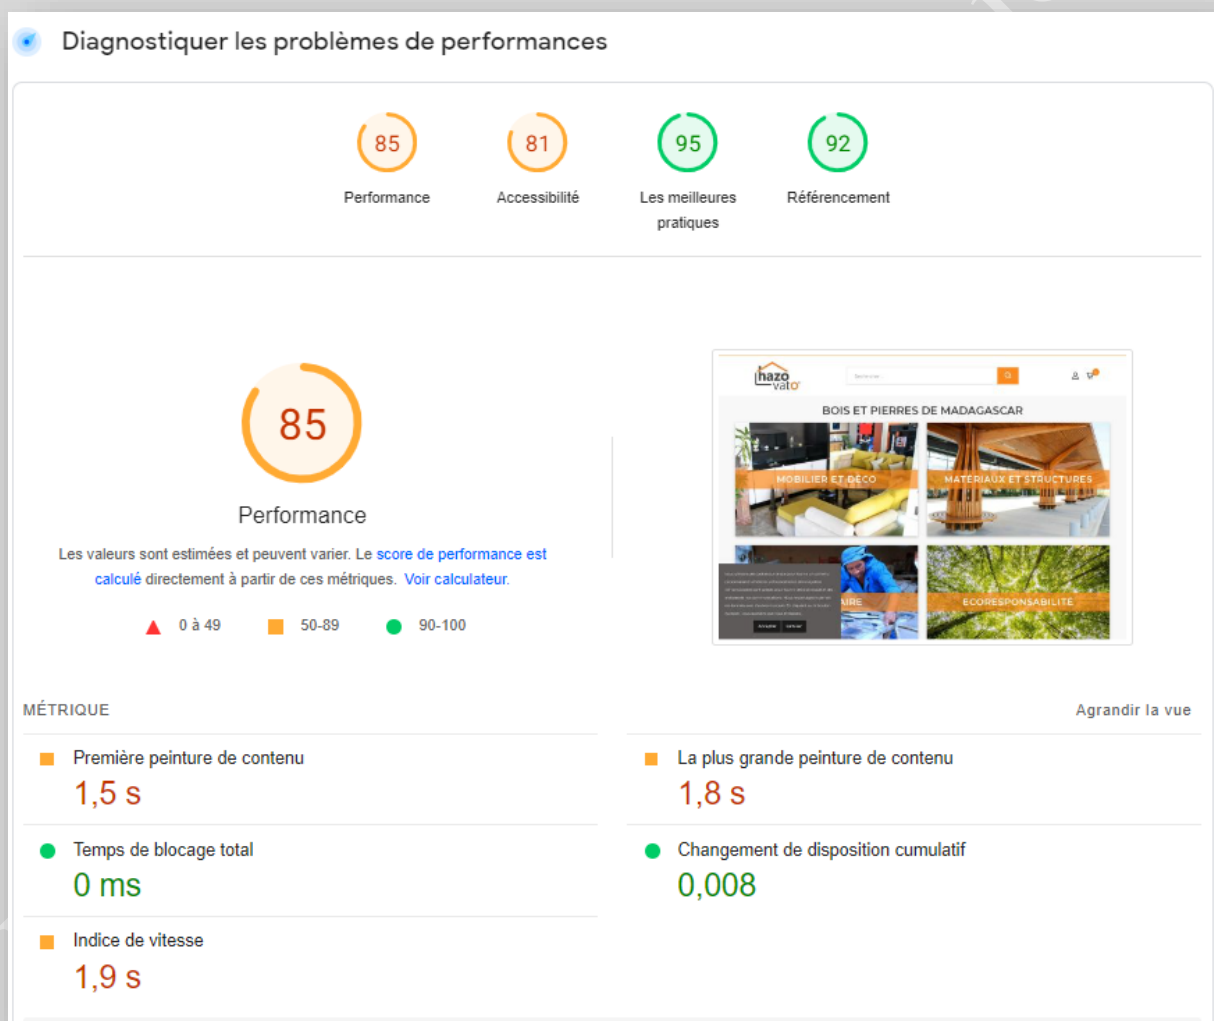 Diagnostiquer les problèmes de performances
85
81
95
92
Performance
Accessibilité
Les meilleures
pratiques
Référencement
85
Performance
Les valeurs sont estimées et peuvent varier. Le score de performance est
calculé directement à partir de ces métriques. Voir calculateur.
0 à 49
50-89
90-100
hazo
vato
BOIS ET PIERRES DE MADAGASCAR
MOBILIER ET DÉCO
MATÉRIAUX ET STRUCTURES
AIRE
ÉCORESPONSABILITÉ
MÉTRIQUE
Agrandir la vue
Première peinture de contenu
1,5 s
La plus grande peinture de contenu
1,8 s
Temps de blocage total
0 ms
Changement de disposition cumulatif
0,008
Indice de vitesse
1,9 s